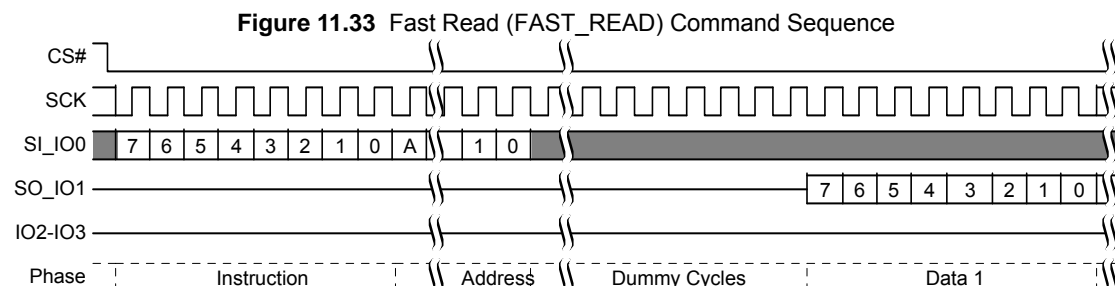 Figure 11.33 Fast Read (FAST_READ) Command Sequence
CS#
SCK
SI_IO0 7 6 5 4 3 2 1 0 A 1 0
SO_IO1 7 6 5 4 3 2 1 0
IO2-IO3
Phase Instruction Address Dummy Cycles Data 1